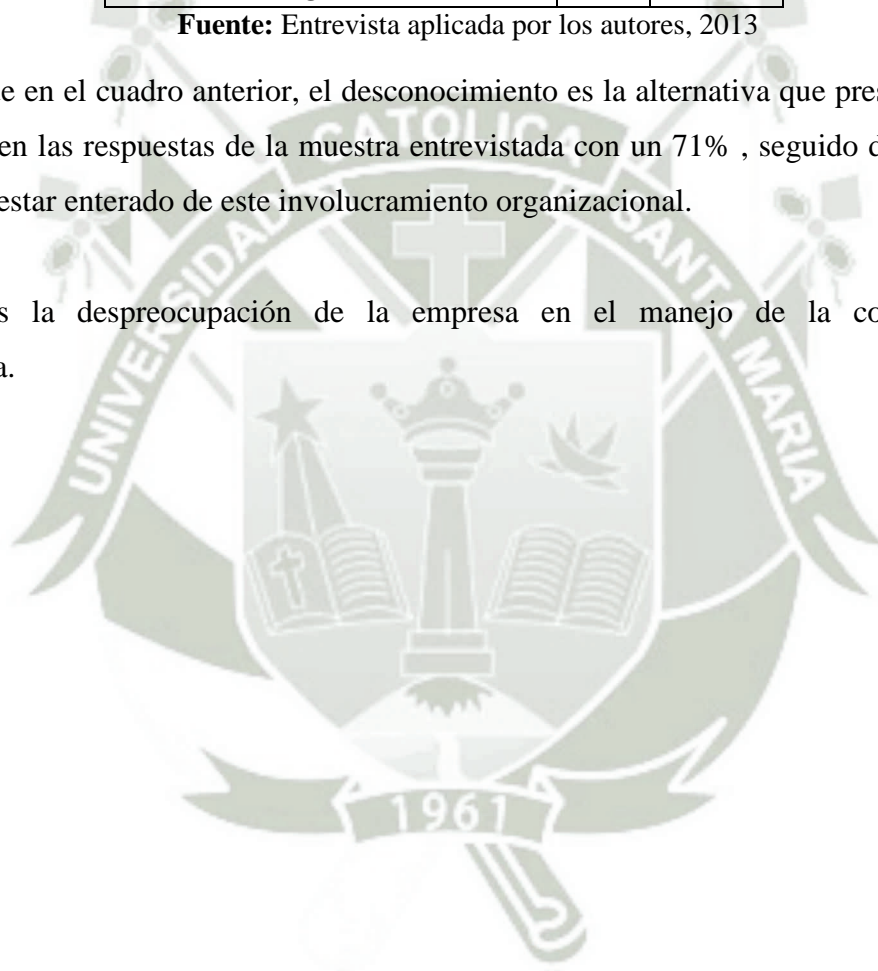 Fuente: Entrevista aplicada por los autores, 2013
en el cuadro anterior, el desconocimiento es la alternativa que
en las respuestas de la muestra entrevistada con un 71% , seguido
estar enterado de este involucramiento organizacional.
la despreocupación de la empresa en el manejo de la
UNIVERSIDAD CATOLICA SANTA MARIA
1961